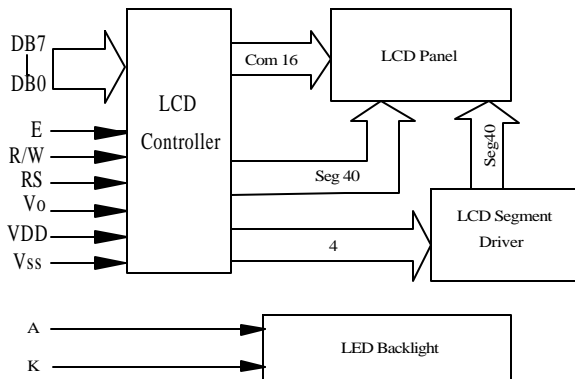 DB7
DB0
E
R/W
RS
Vo
VDD
Vss
LCD
Controller
Com 16
LCD Panel
Seg 40
Seg40
4
LCD Segment
Driver
A
K
LED Backlight